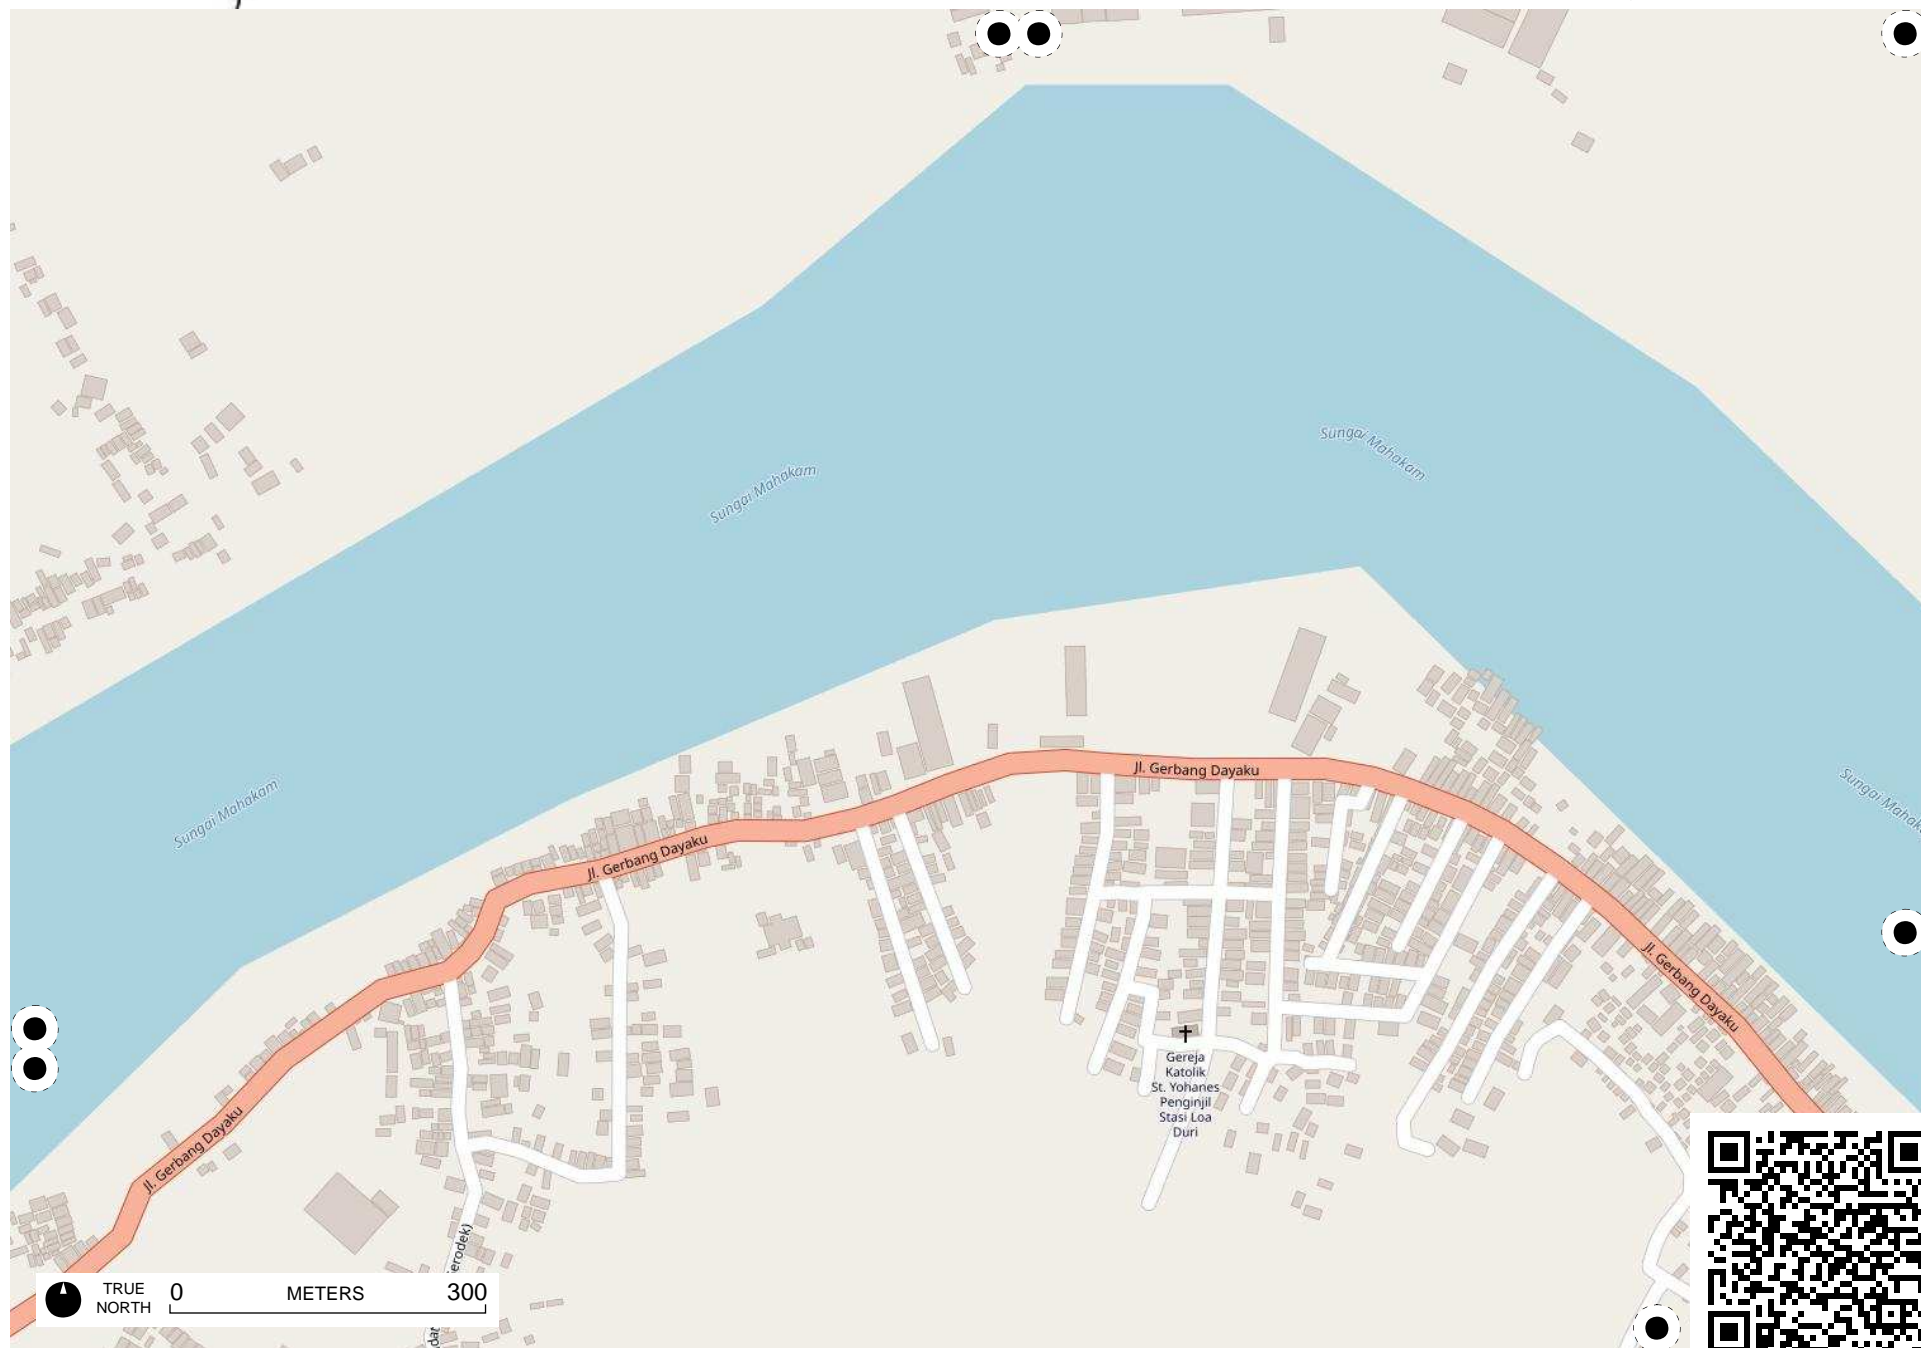 Sungai Mahakam
Sungai Mahakam
Sungai Mahakam
Jl. Gerbang Dayaku
Sungai Mahak
Jl. Gerbang Dayaku
Jl. Gerbang Dayaku
Gereja
Katolik
St. Yohanes
Penginjil
Stasi Loa
Duri
Jl. Gerbang Dayaku
TRUE
NORTH
0 METERS 300